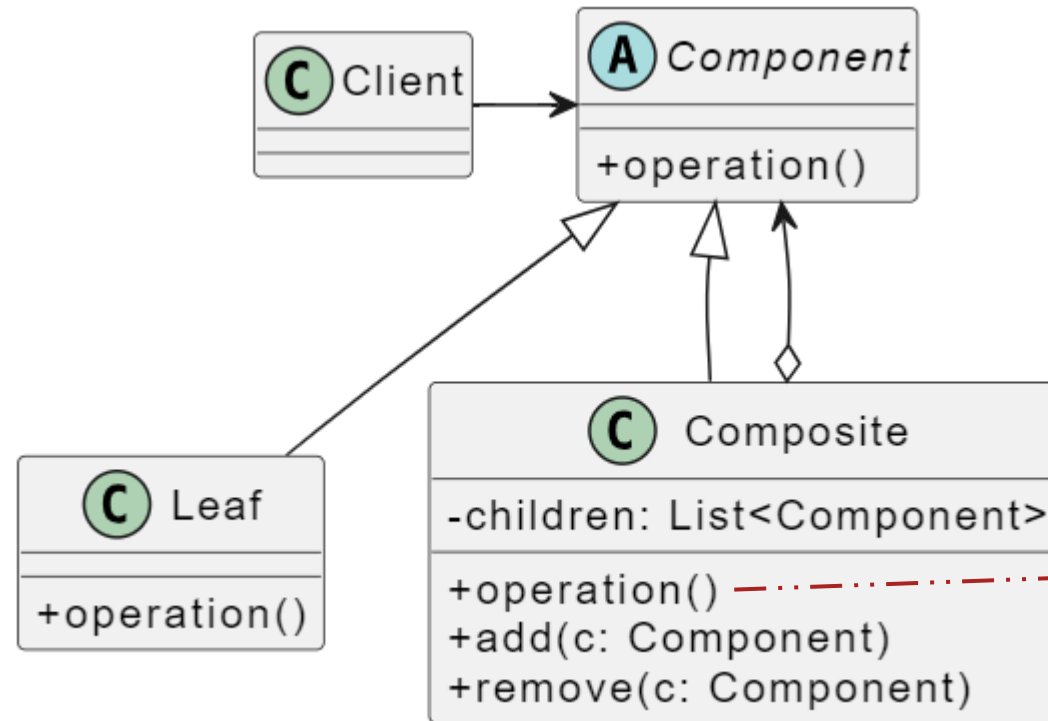 C Client
A Component
+operation()
C Leaf
+operation()
C Composite
-children: List<Component>
+operation()
+add(c: Component)
+remove(c: Component)